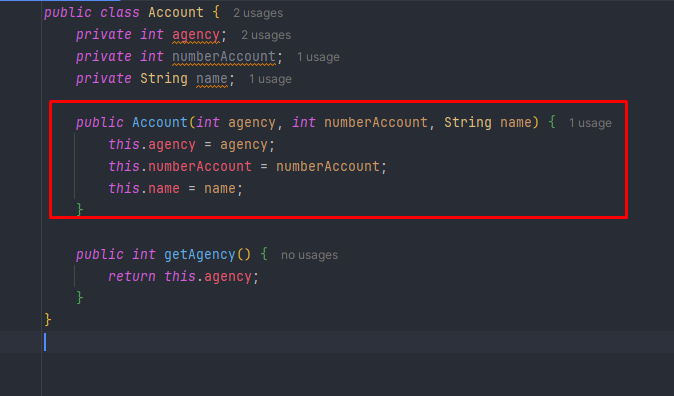 public class Account {  2 usages
    private int agency;  2 usages
    private int numberAccount;  1 usage
    private String name;  1 usage
    public Account(int agency, int numberAccount, String name) {  1 usage
        this.agency = agency;
        this.numberAccount = numberAccount;
        this.name = name;
    }
    public int getAgency() {  no usages
        return this.agency;
    }
}